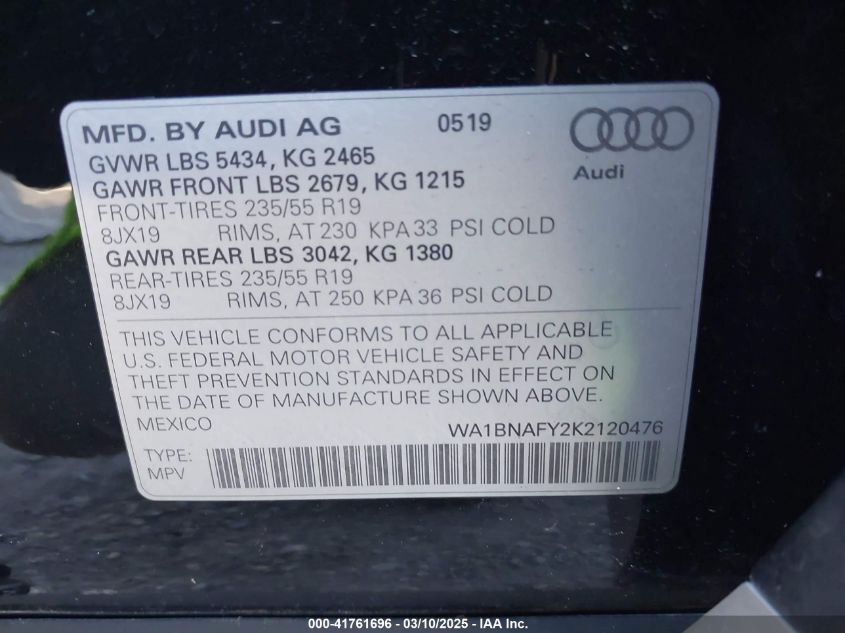 MFD. BY AUDI AG 0519
GVWR LBS 5434, KG 2465
GAWR FRONT LBS 2679, KG 1215
Audi
FRONT-TIRES 235/55 R19
8JX19 RIMS, AT 230 KPA 33 PSI COLD
GAWR REAR LBS 3042, KG 1380
REAR-TIRES 235/55 R19
8JX19 RIMS, AT 250 KPA 36 PSI COLD
THIS VEHICLE CONFORMS TO ALL APPLICABLE
U.S. FEDERAL MOTOR VEHICLE SAFETY AND
THEFT PREVENTION STANDARDS IN EFFECT ON
THE DATE OF MANUFACTURE SHOWN ABOVE.
MEXICO WA1BNAFY2K2120476
TYPE:
MPV
000-41761696 - 03/10/2025 - IAA Inc.